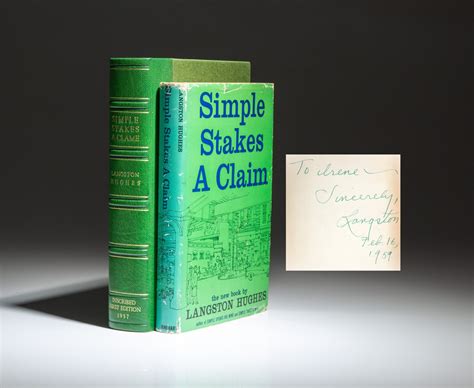 SIMPLE
STAKES
A CLAIM
LANGSTON
HUGHES
INSCRIBED
FIRST EDITION
1957
LANGSTON HUGHES
Simple Stakes A Claim
Simple
Stakes
A Claim
the new book by
LANGSTON HUGHES
To Irene
Sincerely,
Langston
Feb. 16,
1959